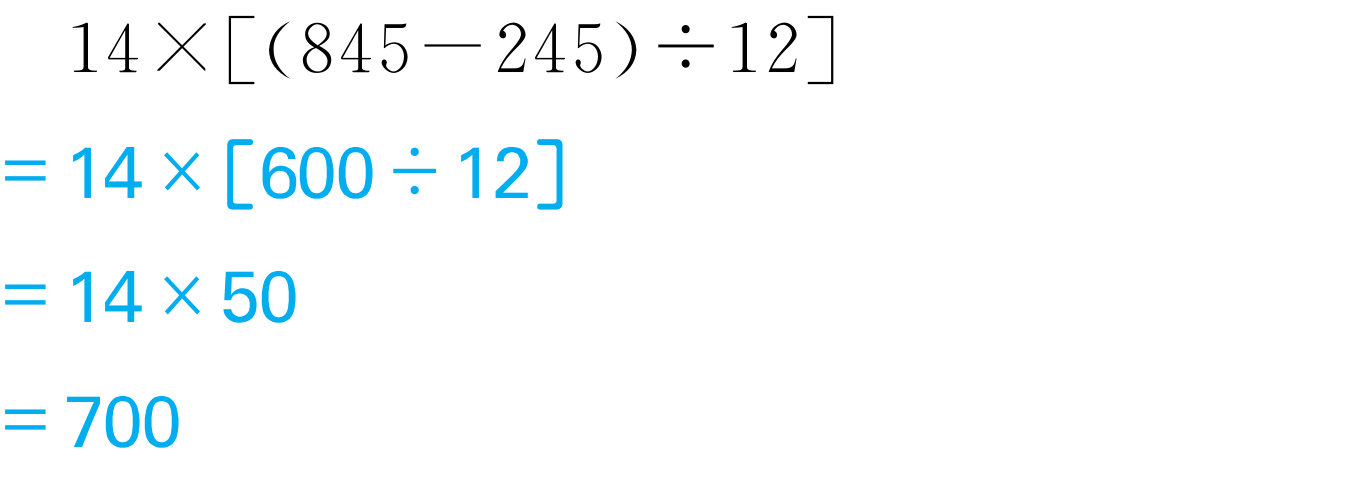 14×[(845－245)÷12]
= 14 × [600 ÷ 12]
= 14 × 50
= 700